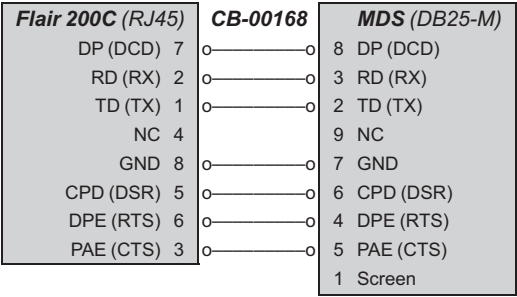 Flair 200C (RJ45) CB-00168 MDS (DB25-M)
DP (DCD) 7 o o 8 DP (DCD)
RD (RX) 2 o o 3 RD (RX)
TD (TX) 1 o o 2 TD (TX)
NC 4 9 NC
GND 8 o o 7 GND
CPD (DSR) 5 o o 6 CPD (DSR)
DPE (RTS) 6 o o 4 DPE (RTS)
PAE (CTS) 3 o o 5 PAE (CTS)
1 Screen